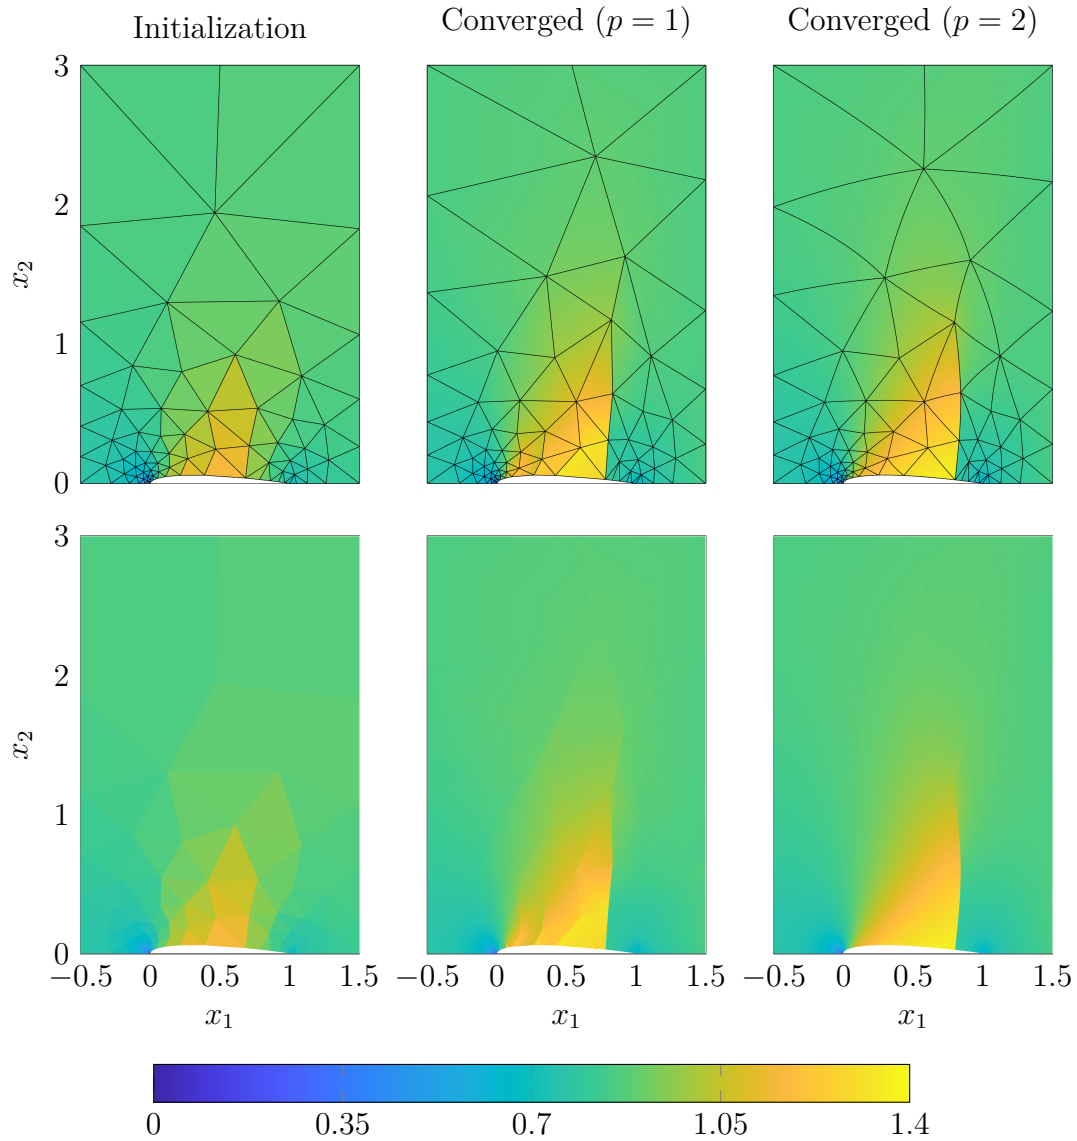 Initialization
Converged (p = 1)
Converged (p = 2)
3
2
x₂
1
0
3
2
x₂
1
0
−0.5 0 0.5 1 1.5
−0.5 0 0.5 1 1.5
−0.5 0 0.5 1 1.5
x₁
x₁
x₁
0 0.35 0.7 1.05 1.4